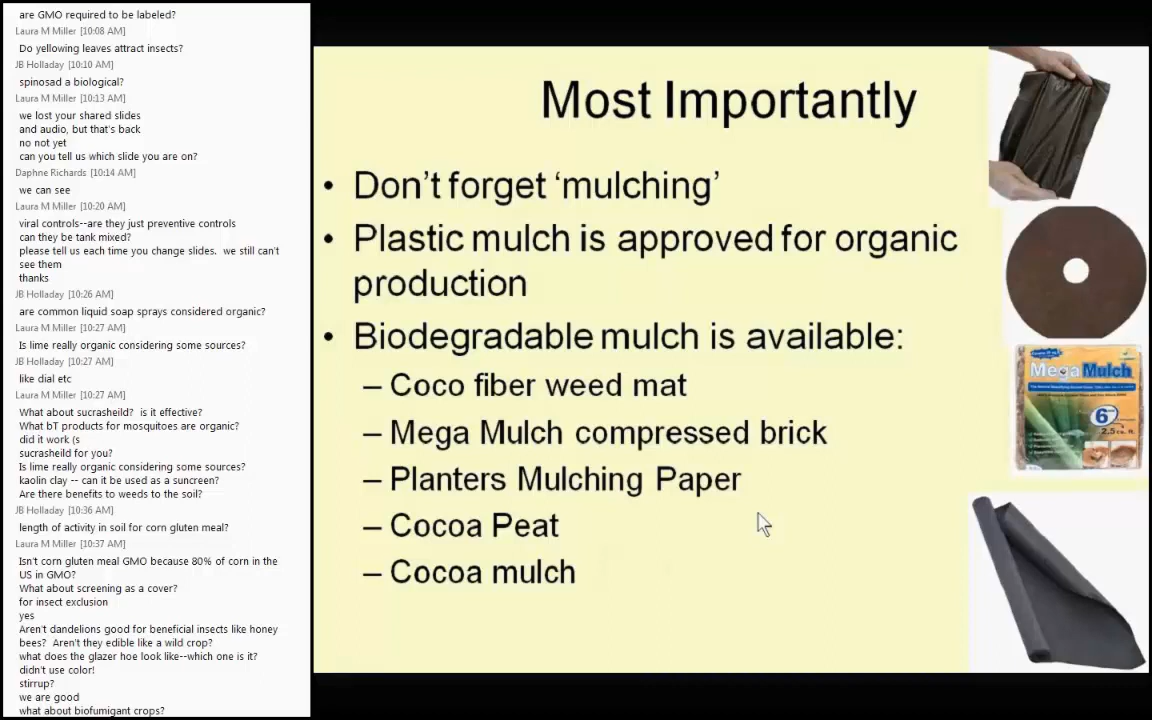 are GMO required to be labeled?
Laura M Miller [10:08 AM]
Do yellowing leaves attract insects?
JB Holladay [10:10 AM]
spinosad a biological?
Laura M Miller [10:13 AM]
we lost your shared slides
and audio, but that's back
no not yet
can you tell us which slide you are on?
Daphne Richards [10:14 AM]
we can see
Laura M Miller [10:20 AM]
viral controls--are they just preventive controls
can they be tank mixed?
please tell us each time you change slides.  we still can't
see them
thanks
JB Holladay [10:26 AM]
are common liquid soap sprays considered organic?
Laura M Miller [10:27 AM]
Is lime really organic considering some sources?
JB Holladay [10:27 AM]
like dial etc
Laura M Miller [10:27 AM]
What about sucrasheild?  is it effective?
What bT products for mosquitoes are organic?
did it work (s
sucrasheild for you?
Is lime really organic considering some sources?
kaolin clay -- can it be used as a suncreen?
Are there benefits to weeds to the soil?
JB Holladay [10:36 AM]
length of activity in soil for corn gluten meal?
Laura M Miller [10:37 AM]
Isn't corn gluten meal GMO because 80% of corn in the
US in GMO?
What about screening as a cover?
for insect exclusion
yes
Aren't dandelions good for beneficial insects like honey
bees?  Aren't they edible like a wild crop?
what does the glazer hoe look like--which one is it?
didn't use color!
stirrup?
we are good
what about biofumigant crops?
Most Importantly
• Don't forget 'mulching'
• Plastic mulch is approved for organic
production
• Biodegradable mulch is available:
– Coco fiber weed mat
– Mega Mulch compressed brick
– Planters Mulching Paper
– Cocoa Peat
– Cocoa mulch
MegaMulch
6
2.5 cu. ft.